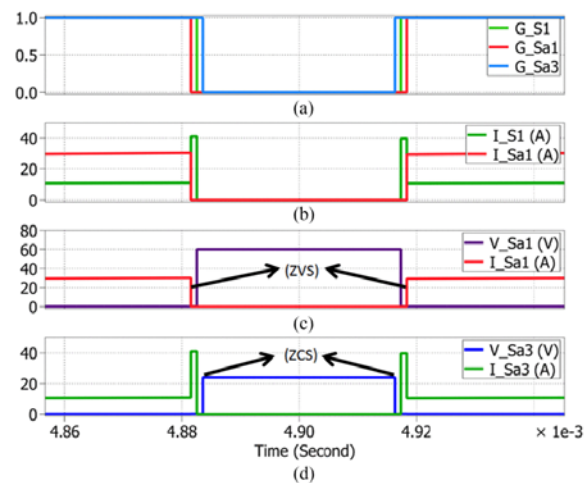 1.0
0.5
0.0
G_S1
G_Sa1
G_Sa3
(a)
40
20
0
I_S1 (A)
I_Sa1 (A)
(b)
80
60
40
20
0
V_Sa1 (V)
I_Sa1 (A)
(ZVS)
(c)
40
20
0
V_Sa3 (V)
I_Sa3 (A)
(ZCS)
4.86
4.88
4.90
4.92
× 1e-3
Time (Second)
(d)